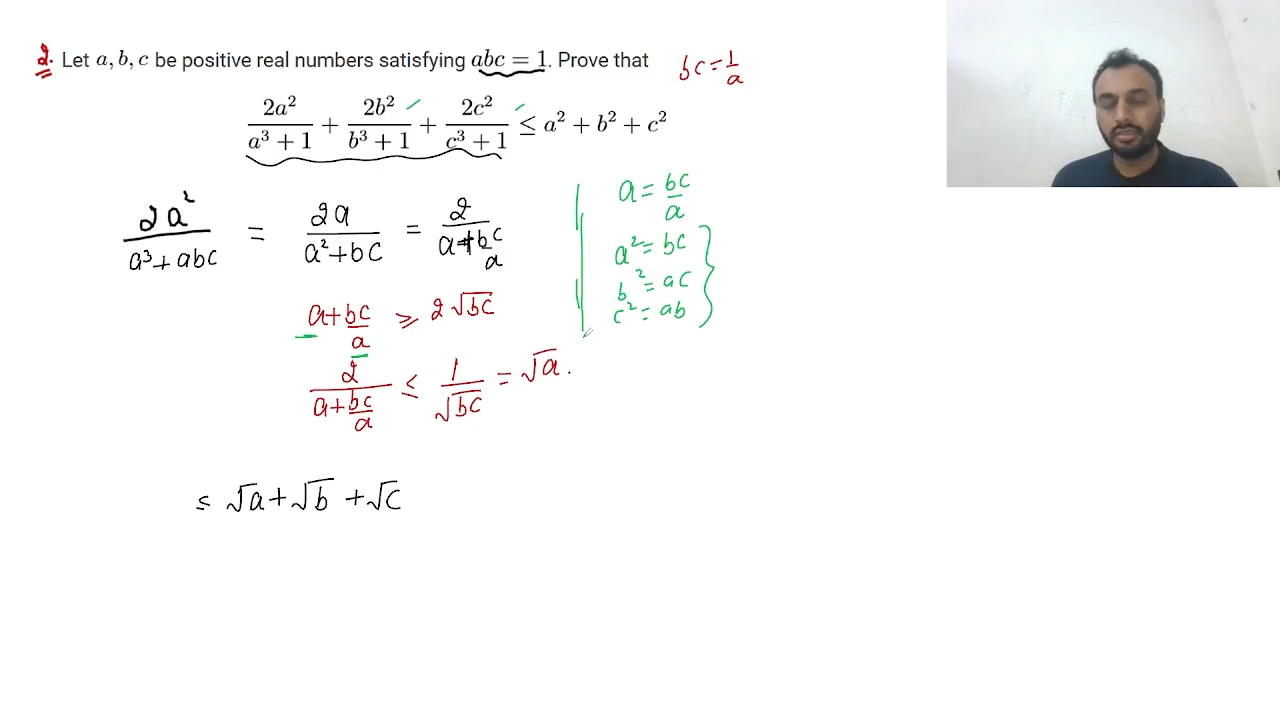 2. Let a, b, c be positive real numbers satisfying abc = 1. Prove that
bc = 1/a
2a²/(a³ + 1) + 2b²/(b³ + 1) + 2c²/(c³ + 1) ≤ a² + b² + c²
2a²/(a³ + abc) = 2a/(a² + bc) = 2/(a + bc/a)
a + bc/a ≥ 2√bc
2/(a + bc/a) ≤ 1/√bc = √a.
≤ √a + √b + √c
a = bc/a
a² = bc
b² = ac
c² = ab